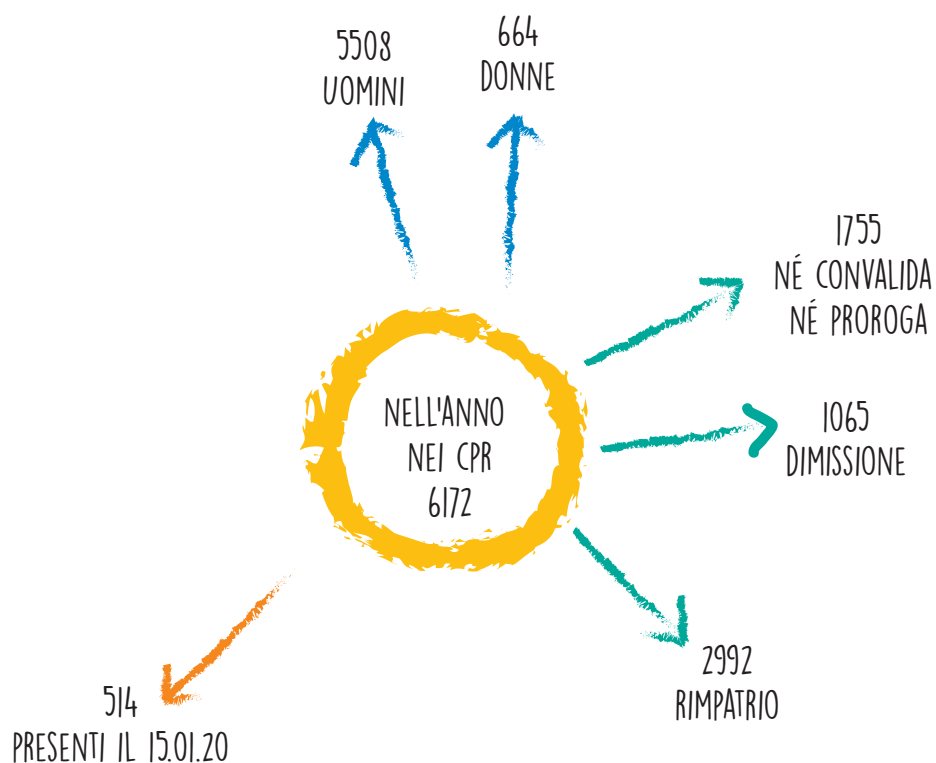 5508
UOMINI
664
DONNE
1755
NÉ CONVALIDA
NÉ PROROGA
NELL'ANNO
NEI CPR
6172
1065
DIMISSIONE
2992
RIMPATRIO
514
PRESENTI IL 15.01.20